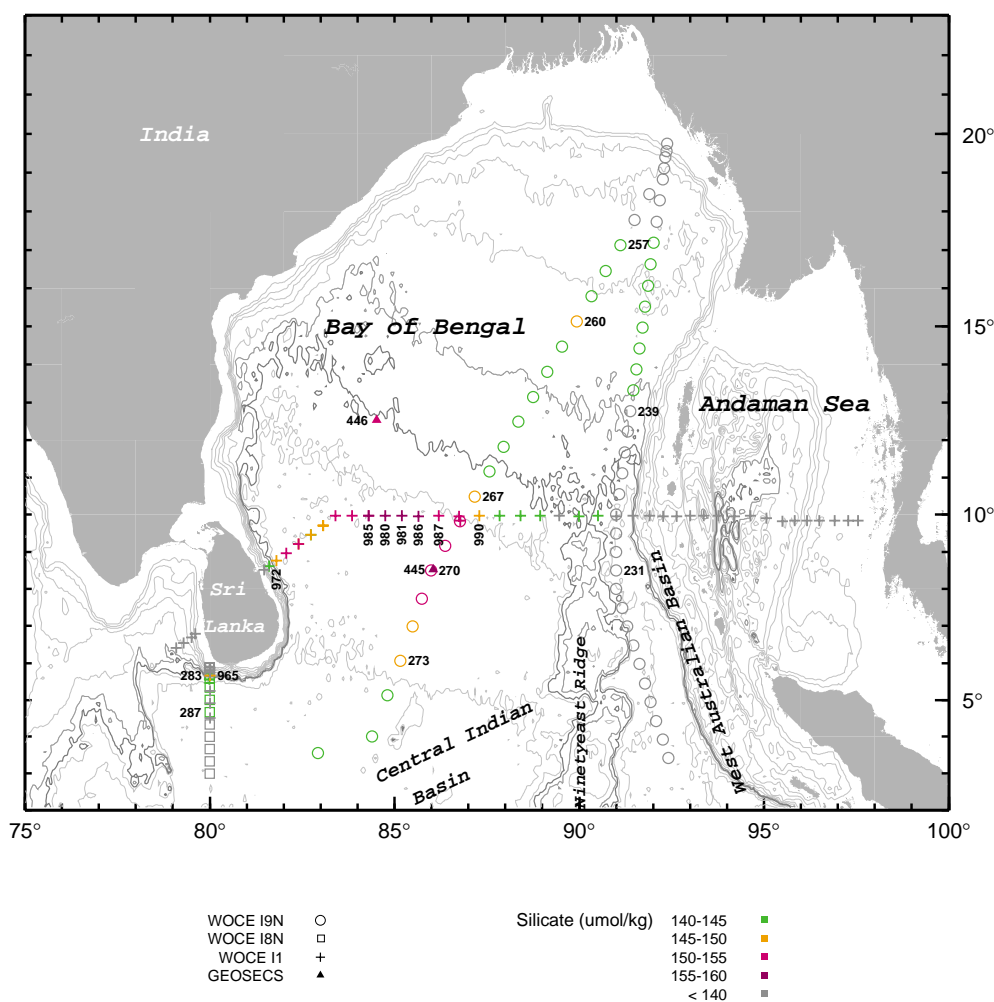 India
20°
257
Bay of Bengal
260
15°
Andaman Sea
239
446
267
10°
985
980
981
986
987
990
972
445
270
231
Sri
Lanka
273
283
965
287
5°
Ninetyeast Ridge
West Australian Basin
Central Indian
Basin
75°
80°
85°
90°
95°
100°
WOCE I9N
WOCE I8N
WOCE I1
GEOSECS
Silicate (umol/kg)
140-145
145-150
150-155
155-160
< 140